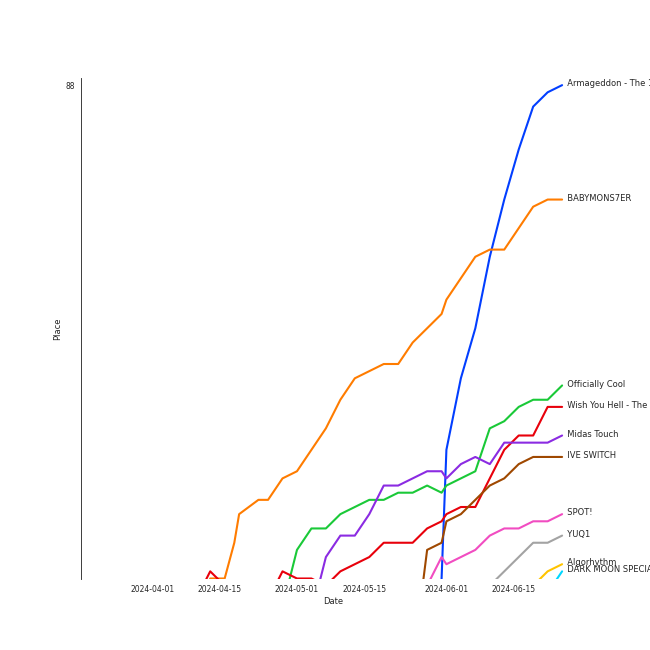 Armageddon - The
88
BABYMONS7ER
Place
Officially Cool
Wish You Hell - The
Midas Touch
IVE SWITCH
SPOT!
YUQ1
Algorhythm
DARK MOON SPECIA
2024-04-01 2024-04-15 2024-05-01 2024-05-15 2024-06-01 2024-06-15
Date